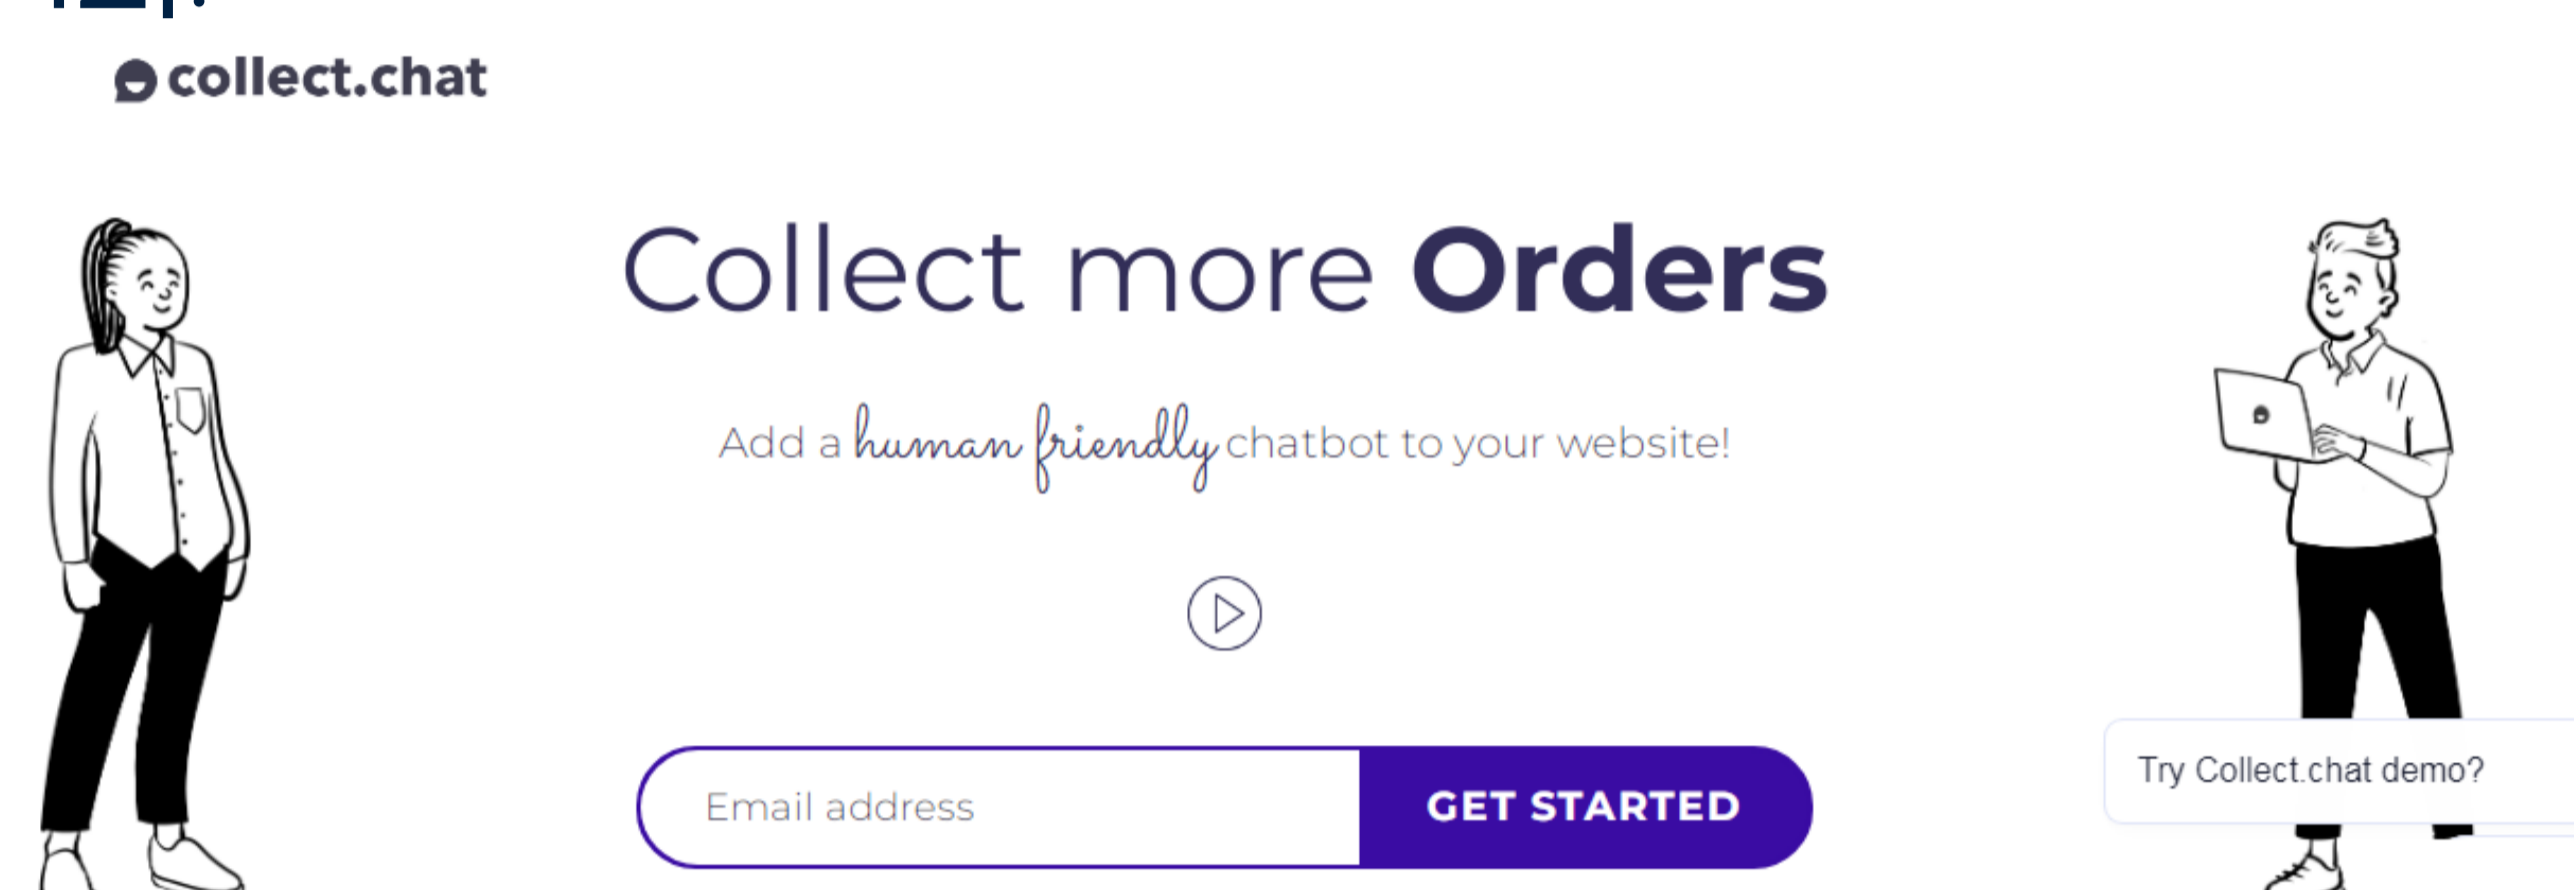 collect.chat
Collect more Orders
Add a human friendly chatbot to your website!
Email address
GET STARTED
Try Collect.chat demo?